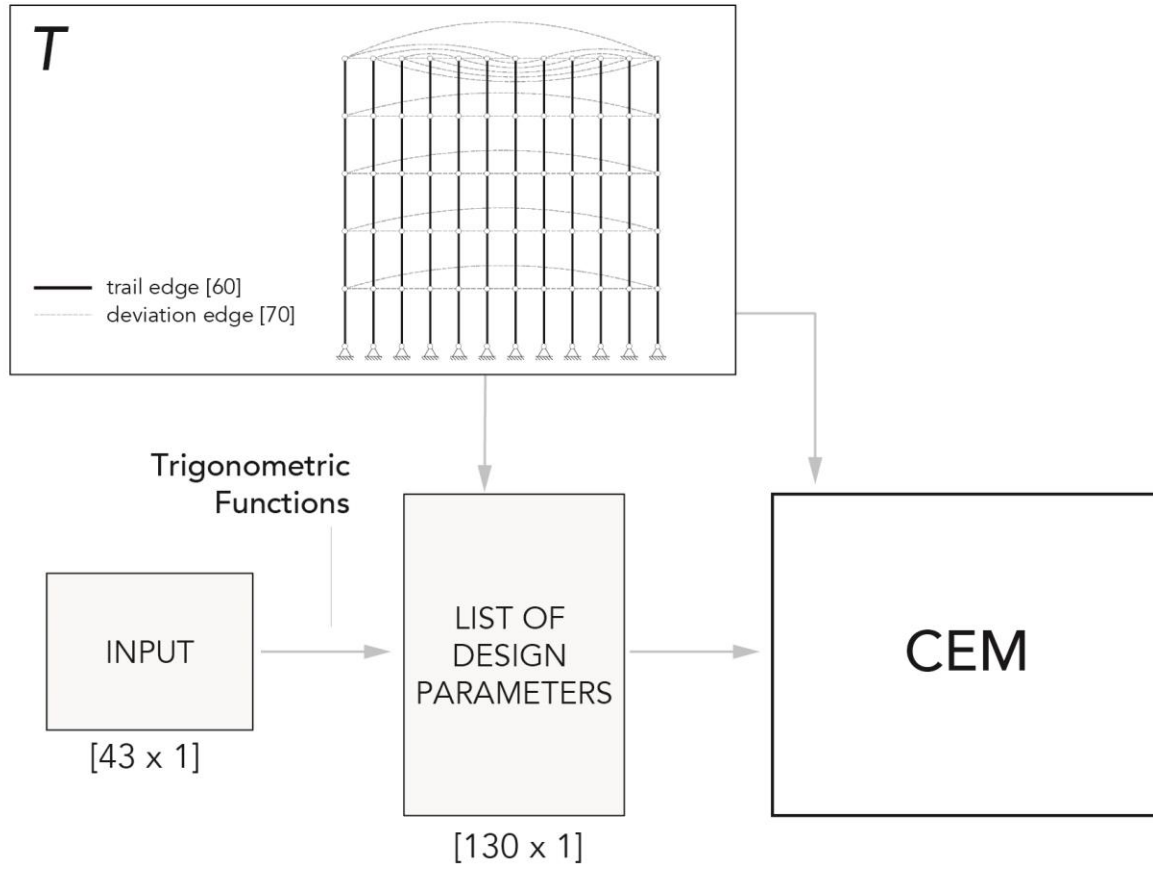 T
trail edge [60]
deviation edge [70]
Trigonometric
Functions
INPUT
[43 x 1]
LIST OF
DESIGN
PARAMETERS
[130 x 1]
CEM